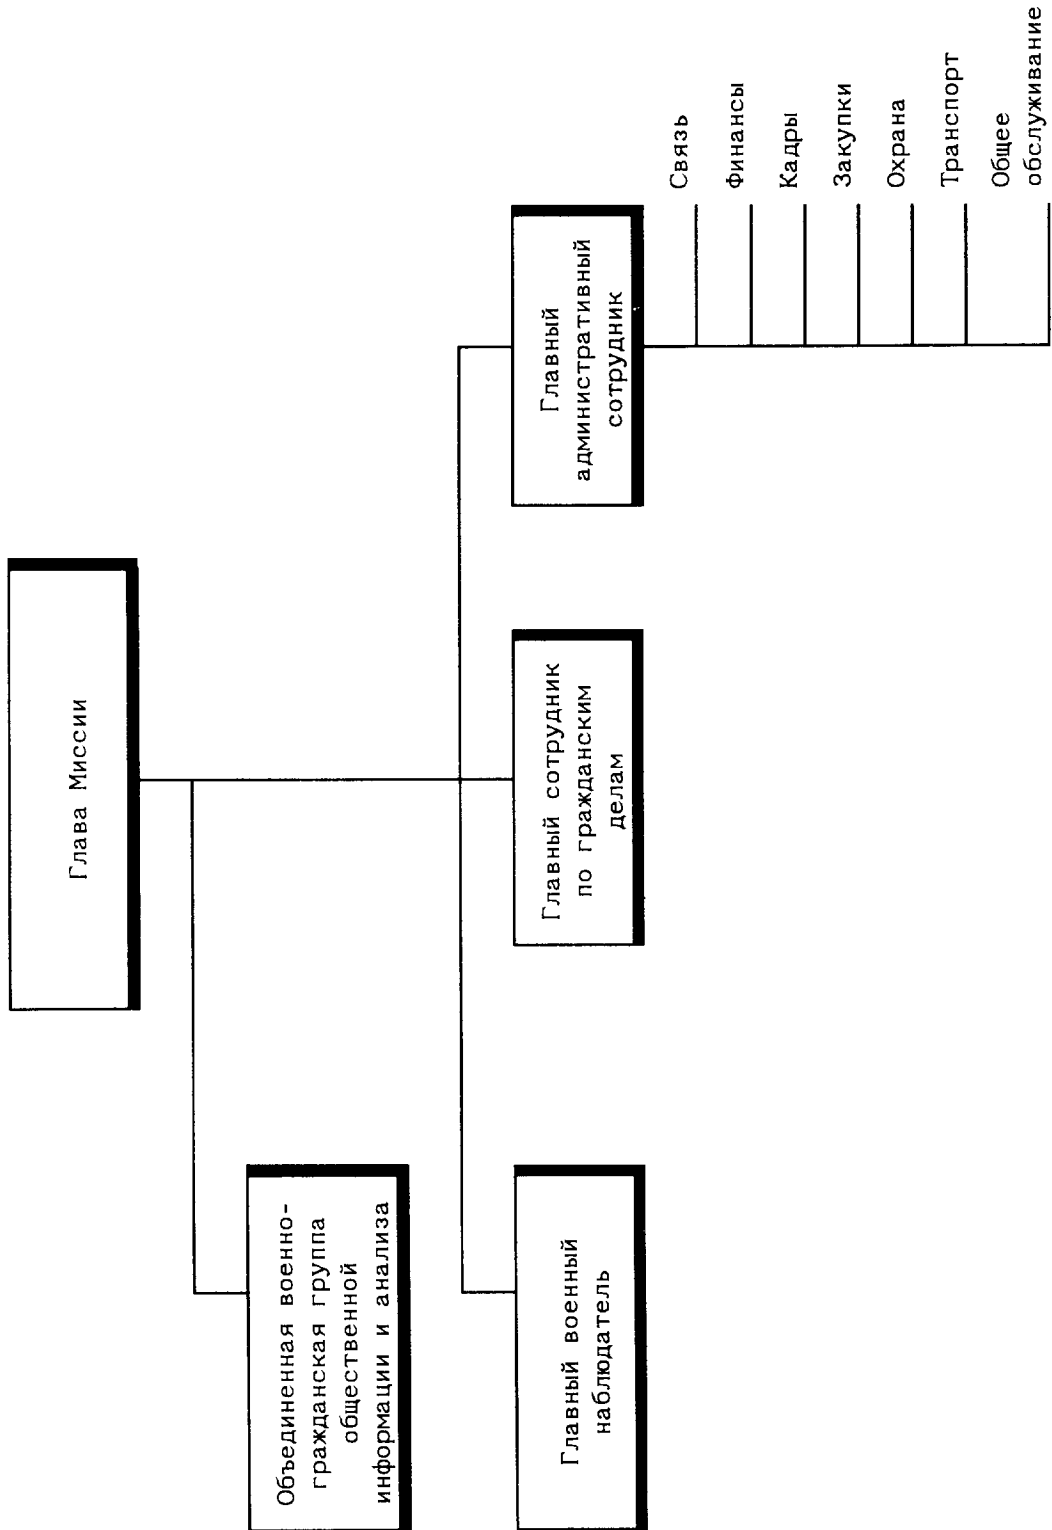 Глава Миссии
Объединенная военно-
гражданская группа
общественной
информации и анализа
Главный военный
наблюдатель
Главный сотрудник
по гражданским
делам
Главный
административный
сотрудник
Связь
Финансы
Кадры
Закупки
Охрана
Транспорт
Общее
обслуживание